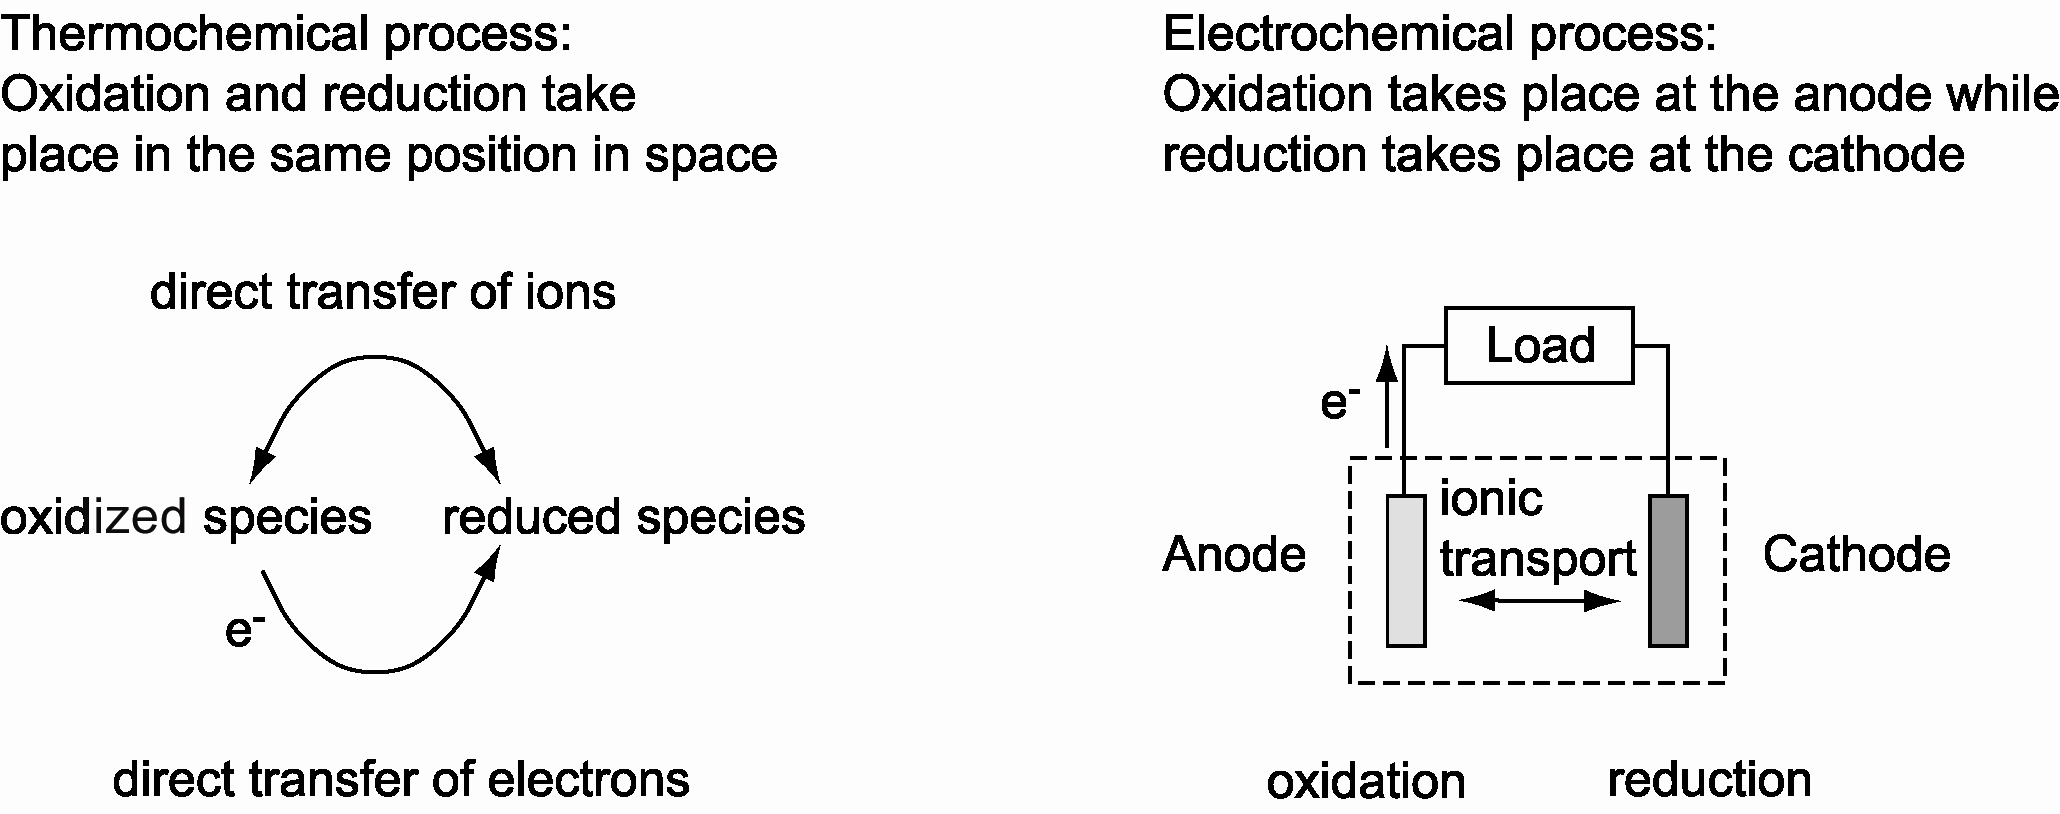 Thermochemical process:
Oxidation and reduction take
place in the same position in space
direct transfer of ions
oxidized species
reduced species
e-
direct transfer of electrons
Electrochemical process:
Oxidation takes place at the anode while
reduction takes place at the cathode
Load
e-
ionic
transport
Anode
Cathode
oxidation
reduction